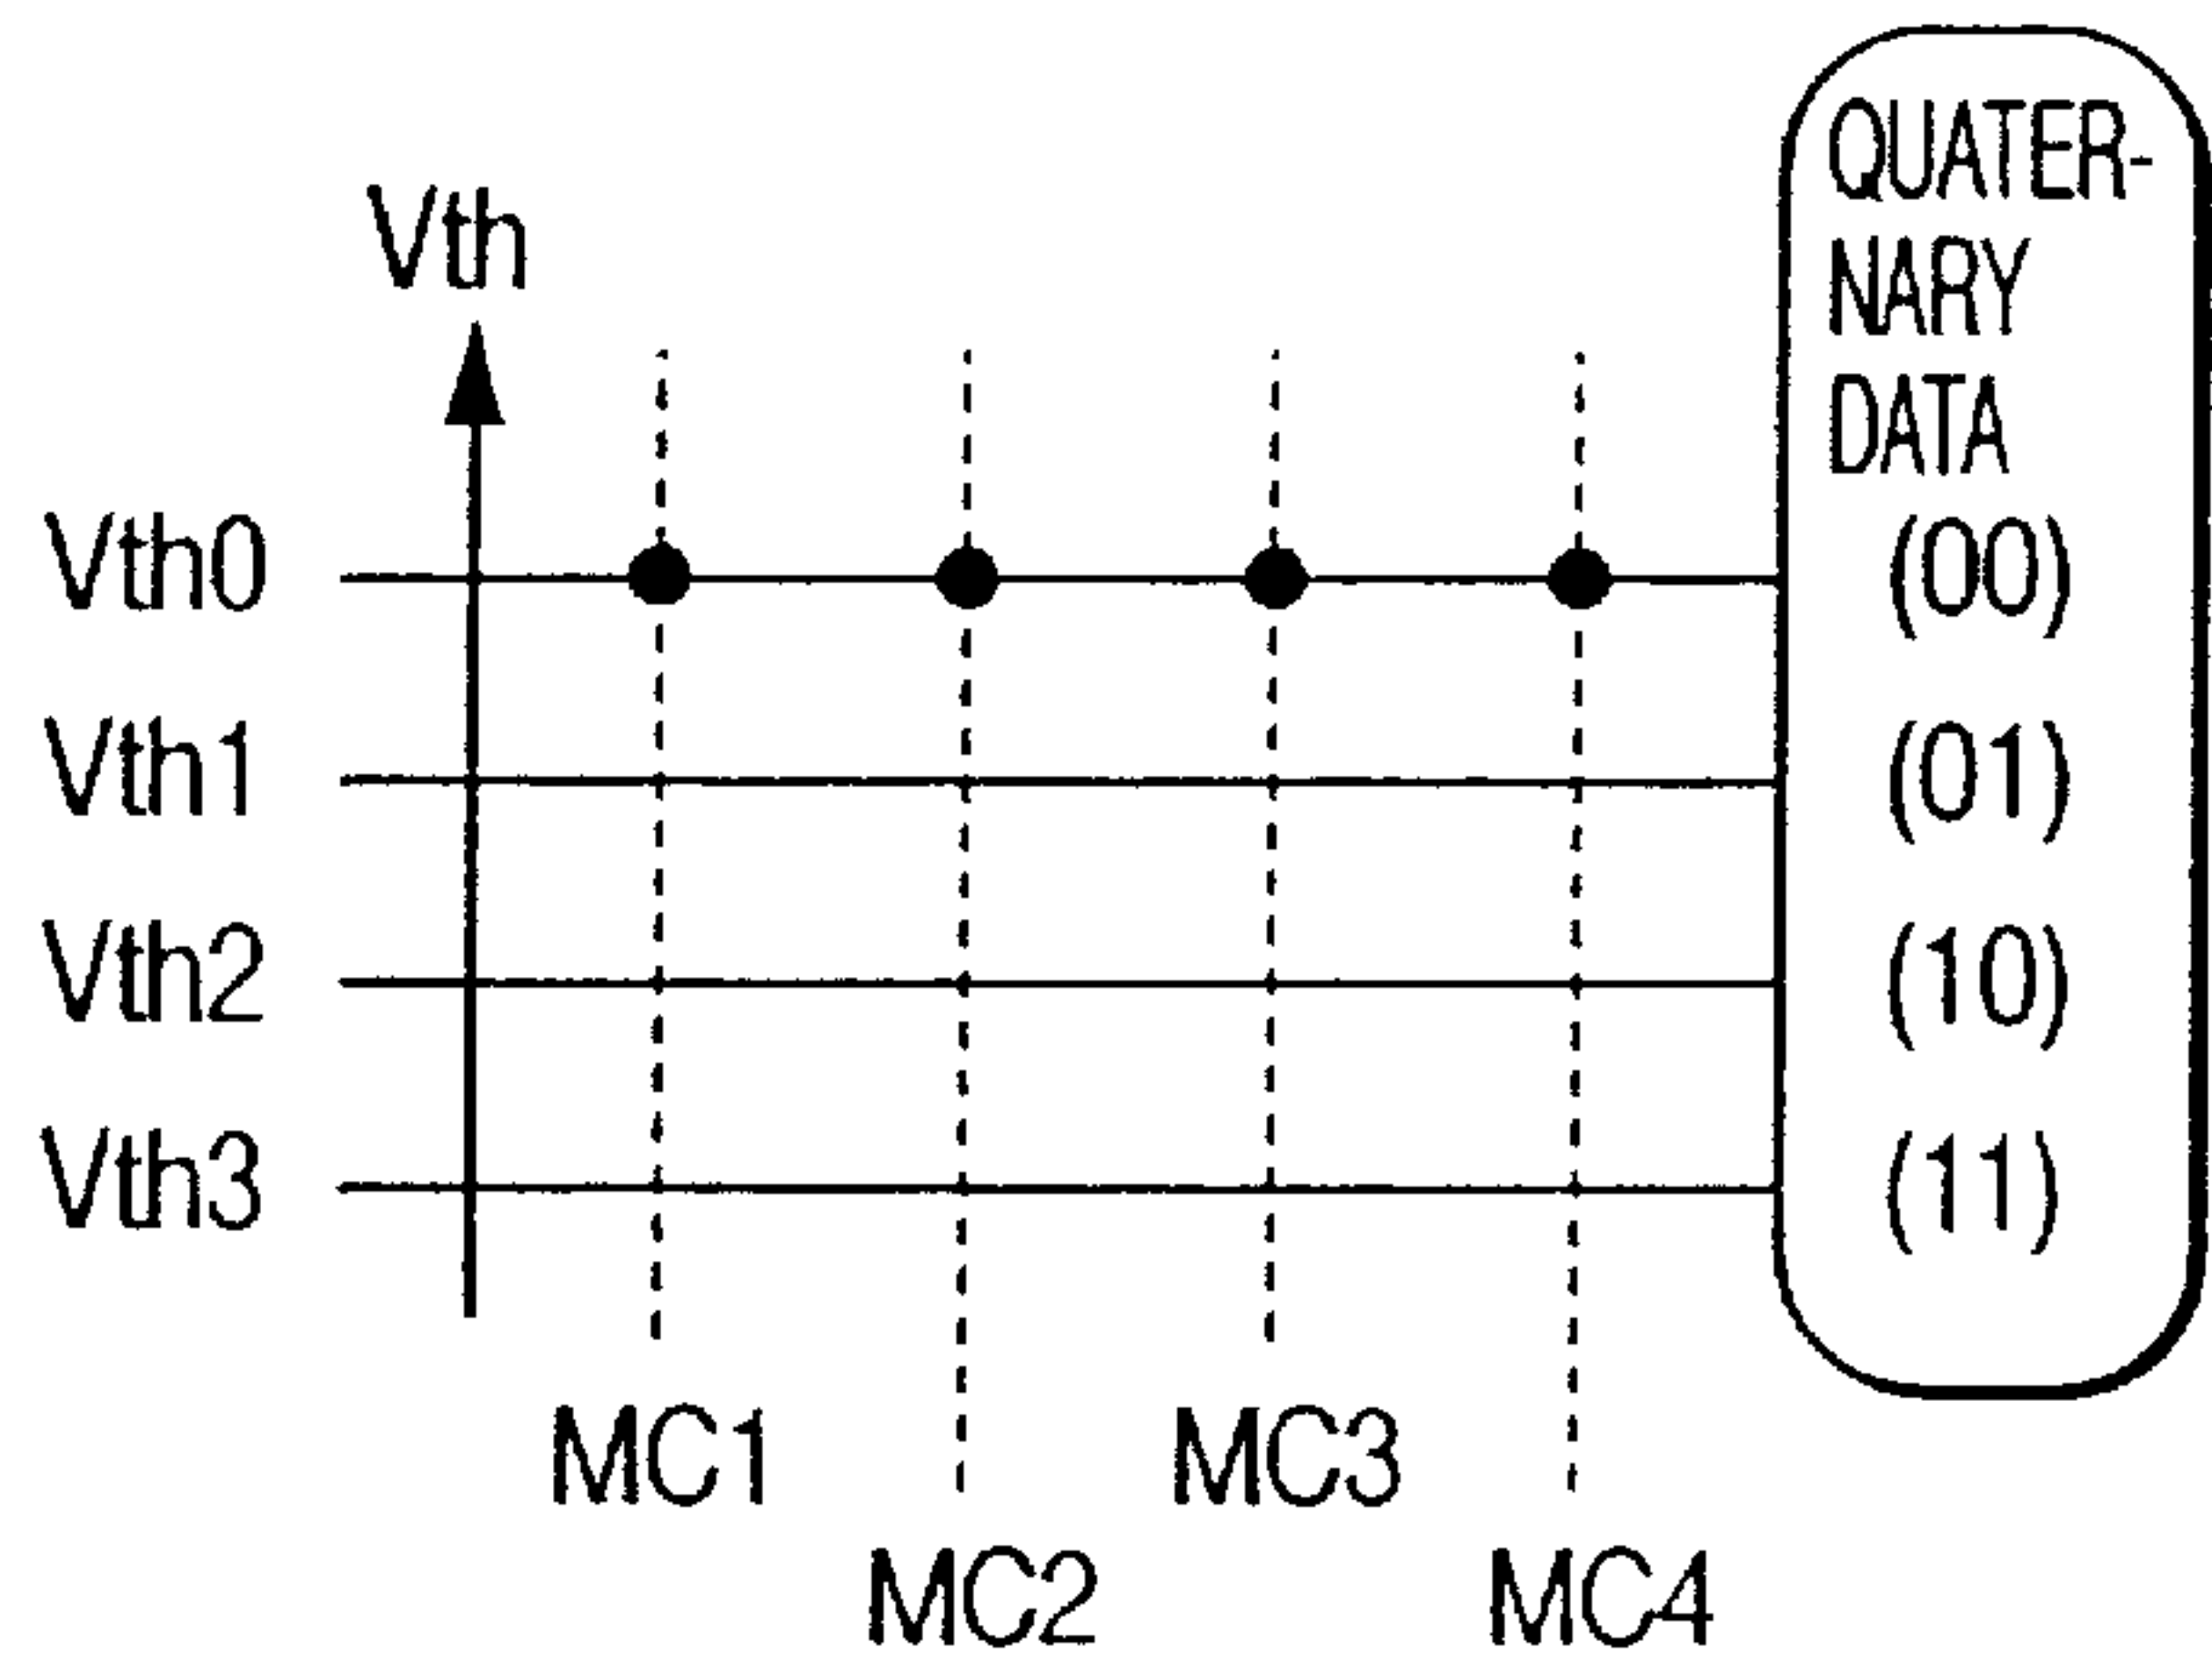 QUATER-
NARY
DATA
Vth
Vth0
(00)
Vth1
(01)
Vth2
(10)
Vth3
(11)
MC1
MC3
MC2
MC4